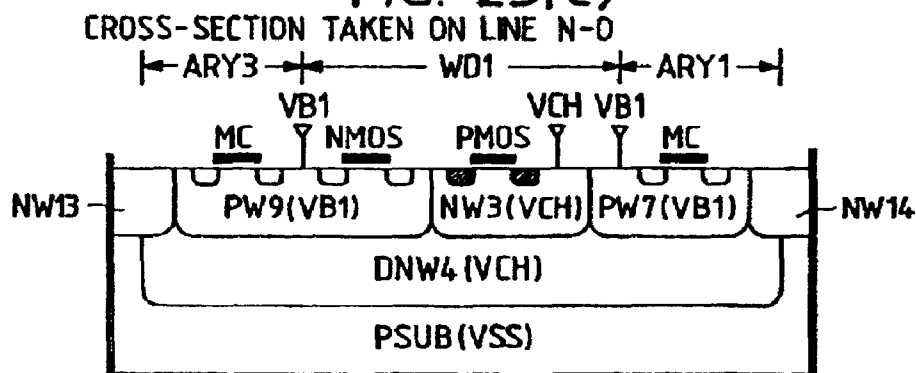 CROSS-SECTION TAKEN ON LINE N-O
ARY3 WD1 ARY1
VB1 VCH VB1
MC NMOS PMOS MC
NW13 PW9(VB1) NW3(VCH) PW7(VB1) NW14
DNW4(VCH)
PSUB(VSS)